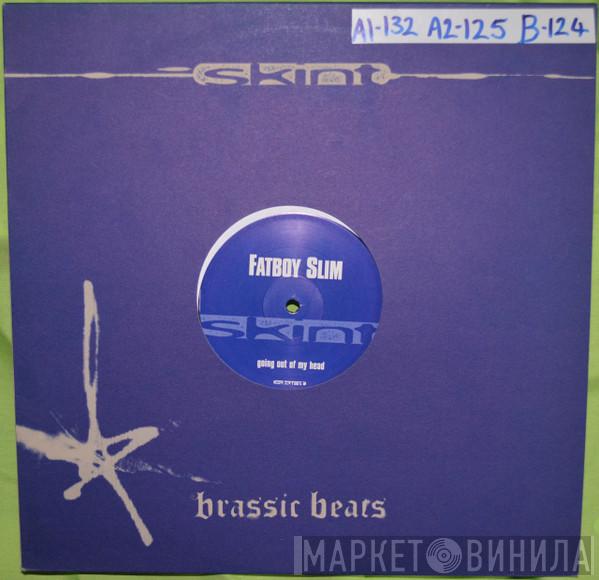 A1-132 A2-125 B-124
skint
FATBOY SLIM
skint
going out of my head
brassic beats
МАРКЕТ ВИНИЛА